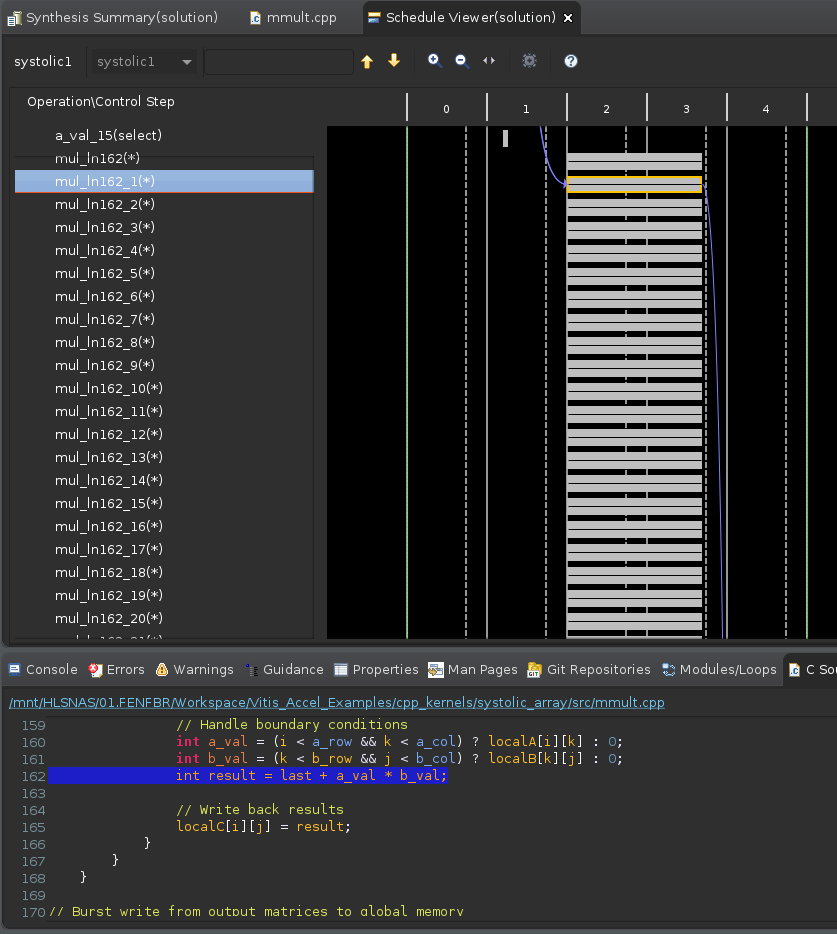 Synthesis Summary(solution) mmult.cpp Schedule Viewer(solution)
systolic1 systolic1
Operation\Control Step 0 1 2 3 4
a_val_15(select)
mul_ln162(*)
mul_ln162_1(*)
mul_ln162_2(*)
mul_ln162_3(*)
mul_ln162_4(*)
mul_ln162_5(*)
mul_ln162_6(*)
mul_ln162_7(*)
mul_ln162_8(*)
mul_ln162_9(*)
mul_ln162_10(*)
mul_ln162_11(*)
mul_ln162_12(*)
mul_ln162_13(*)
mul_ln162_14(*)
mul_ln162_15(*)
mul_ln162_16(*)
mul_ln162_17(*)
mul_ln162_18(*)
mul_ln162_19(*)
mul_ln162_20(*)
Console Errors Warnings Guidance Properties Man Pages Git Repositories Modules/Loops C Sou
/mnt/HLSNAS/01.FENFBR/Workspace/Vitis_Accel_Examples/cpp_kernels/systolic_array/src/mmult.cpp
159 // Handle boundary conditions
160 int a_val = (i < a_row && k < a_col) ? localA[i][k] : 0;
161 int b_val = (k < b_row && j < b_col) ? localB[k][j] : 0;
162 int result = last + a_val * b_val;
163
164 // Write back results
165 localC[i][j] = result;
166 }
167 }
168 }
169
170 // Burst write from output matrices to global memory